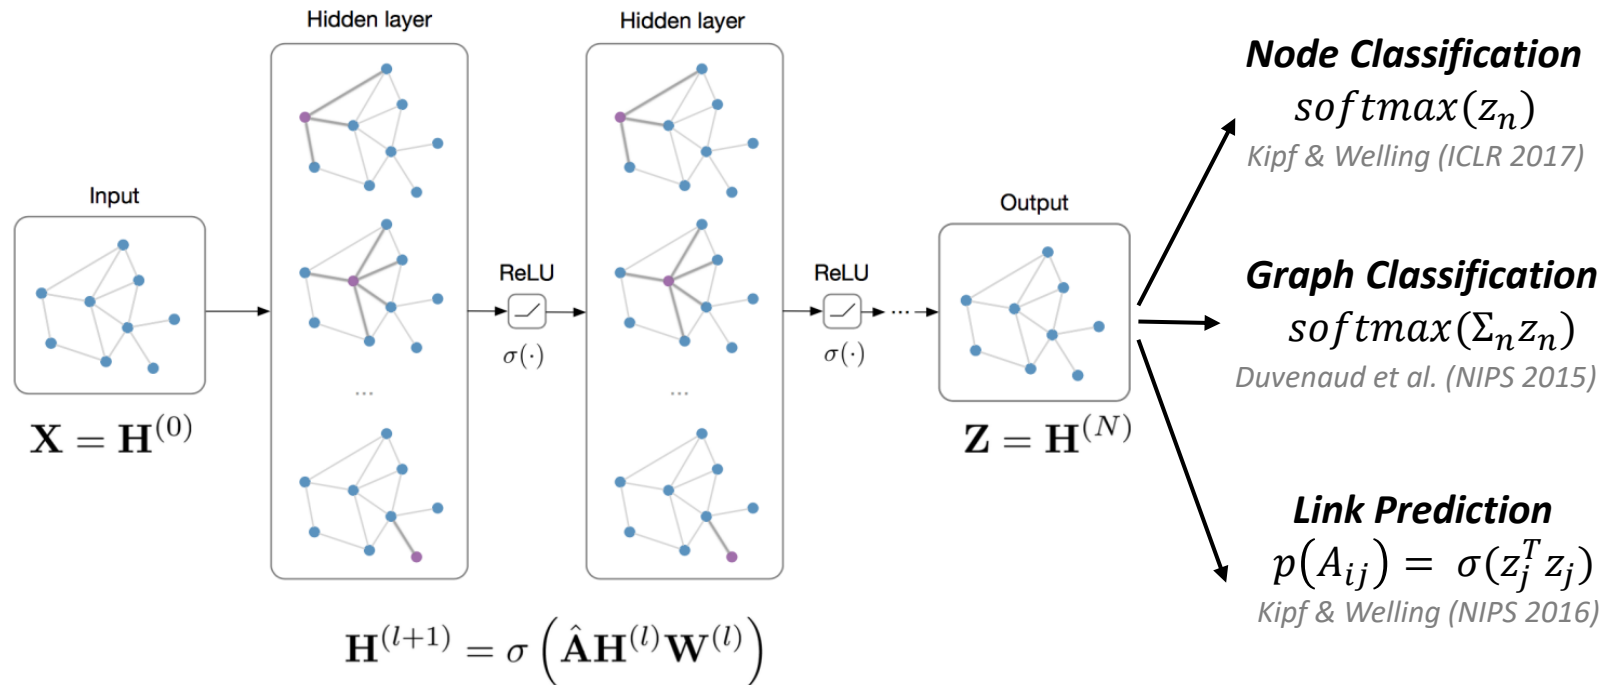 Hidden layer
Hidden layer
Input
ReLU
σ(·)
...
ReLU
σ(·)
...
...
Output
X = H^(0)
Z = H^(N)
H^(l+1) = σ(ÂH^(l)W^(l))
Node Classification
softmax(z_n)
Kipf & Welling (ICLR 2017)
Graph Classification
softmax(Σ_n z_n)
Duvenaud et al. (NIPS 2015)
Link Prediction
p(A_ij) = σ(z_j^T z_j)
Kipf & Welling (NIPS 2016)